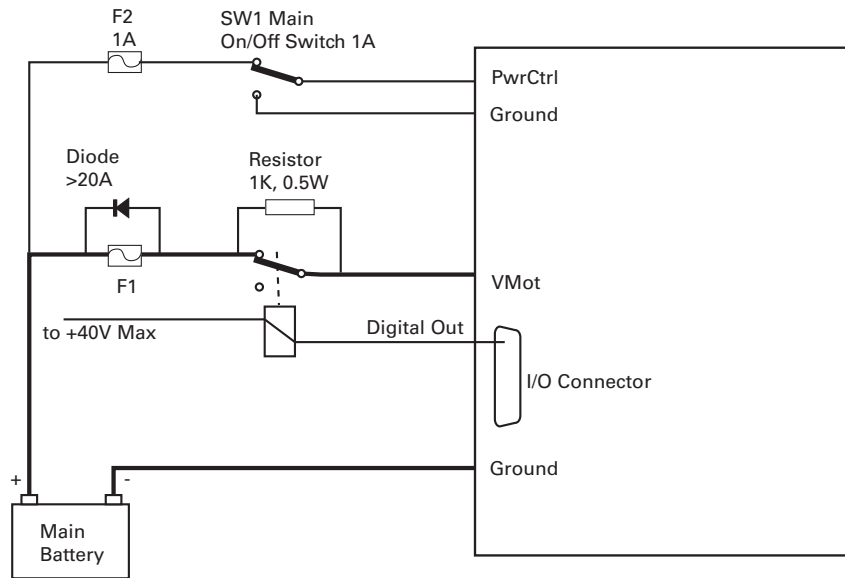 F2
1A
SW1 Main
On/Off Switch 1A
PwrCtrl
Ground
Diode
>20A
Resistor
1K, 0.5W
F1
VMot
to +40V Max
Digital Out
I/O Connector
Ground
+
-
Main
Battery